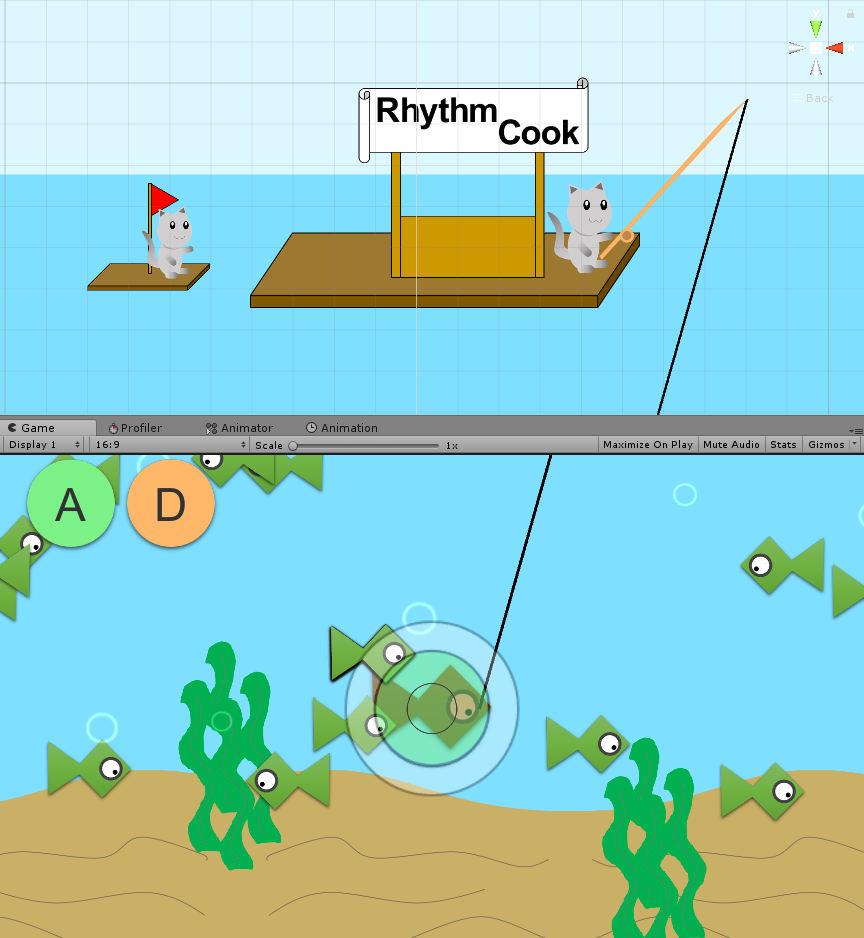 Back
Rhythm
Cook
Game Profiler Animator Animation
Display 1 16:9 Scale 1x Maximize On Play Mute Audio Stats Gizmos
A D